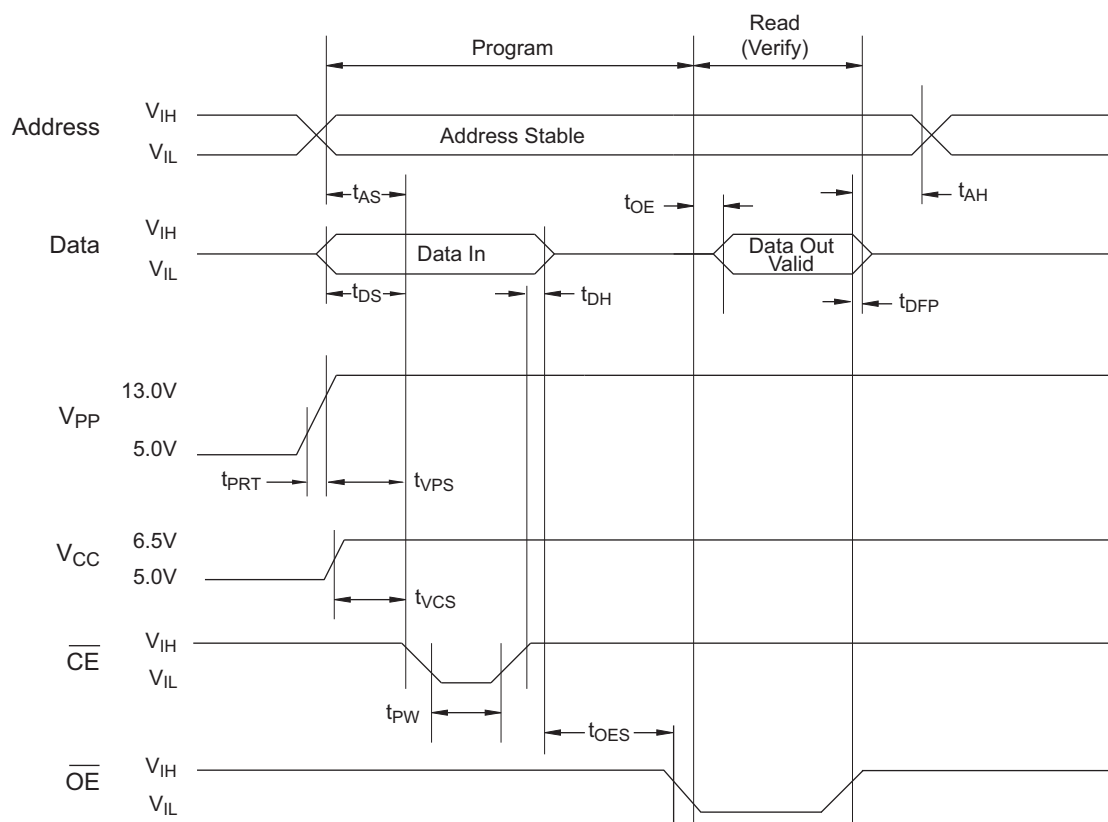 Read
(Verify)
Program
Address
VIH
VIL
Address Stable
tAS
tOE
tAH
Data
VIH
VIL
Data In
Data Out
Valid
tDS
tDH
tDFP
VPP
13.0V
5.0V
tPRT
tVPS
VCC
6.5V
5.0V
tVCS
CE
VIH
VIL
tPW
tOES
OE
VIH
VIL